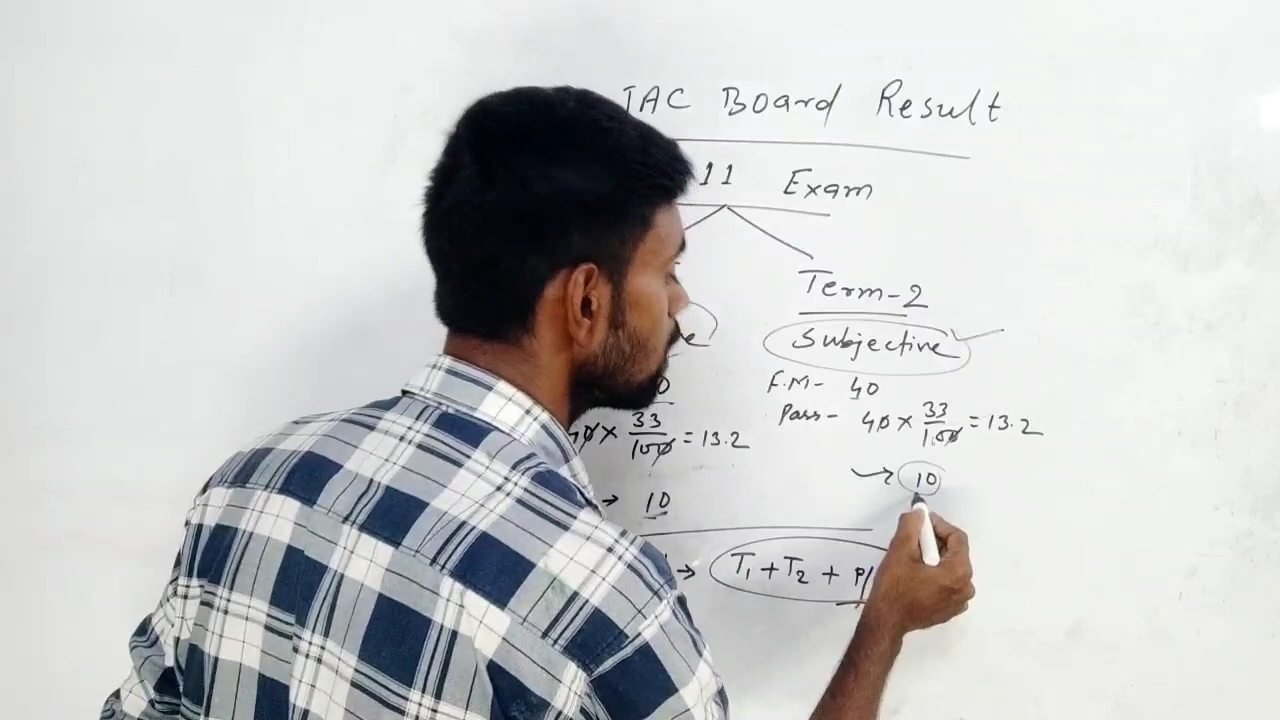 JAC Board Result
11 Exam
Term-2
Subjective
F.M- 40
Pass- 40 x 33/100 = 13.2
→ 10
x 33/100 = 13.2
→ 10
→ T₁ + T₂ + P/